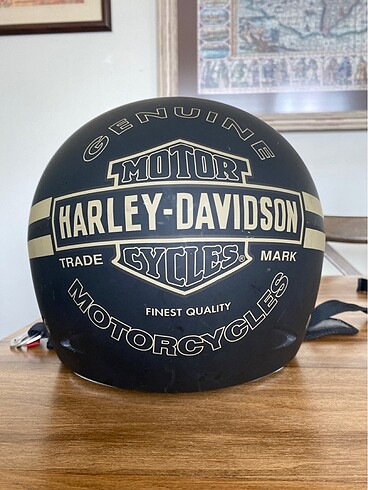 GENUINE
MOTOR
HARLEY-DAVIDSON
CYCLES®
TRADE MARK
FINEST QUALITY
MOTORCYCLES